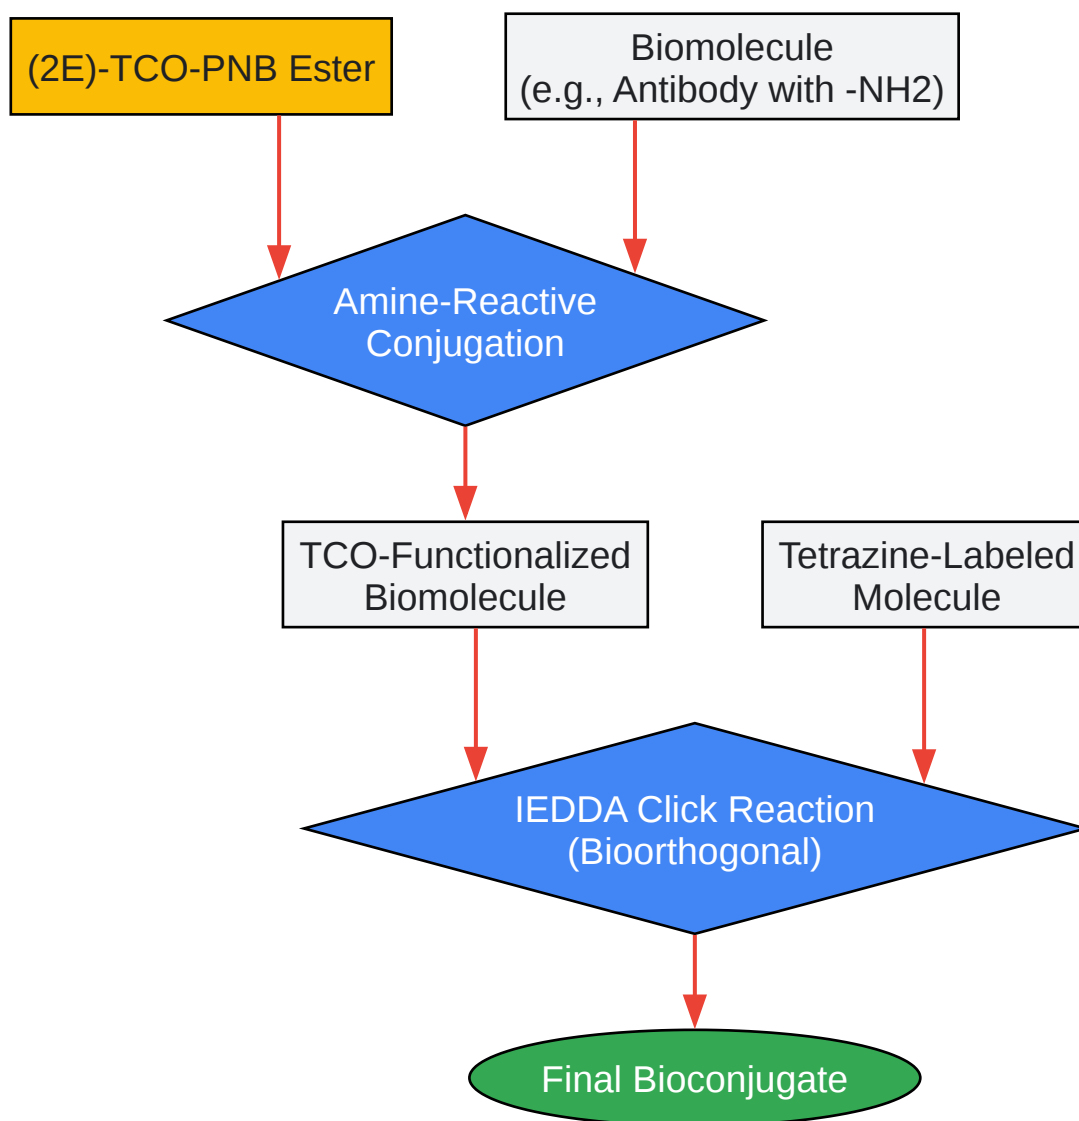 (2E)-TCO-PNB Ester
Biomolecule
(e.g., Antibody with -NH2)
Amine-Reactive
Conjugation
TCO-Functionalized
Biomolecule
Tetrazine-Labeled
Molecule
IEDDA Click Reaction
(Bioorthogonal)
Final Bioconjugate